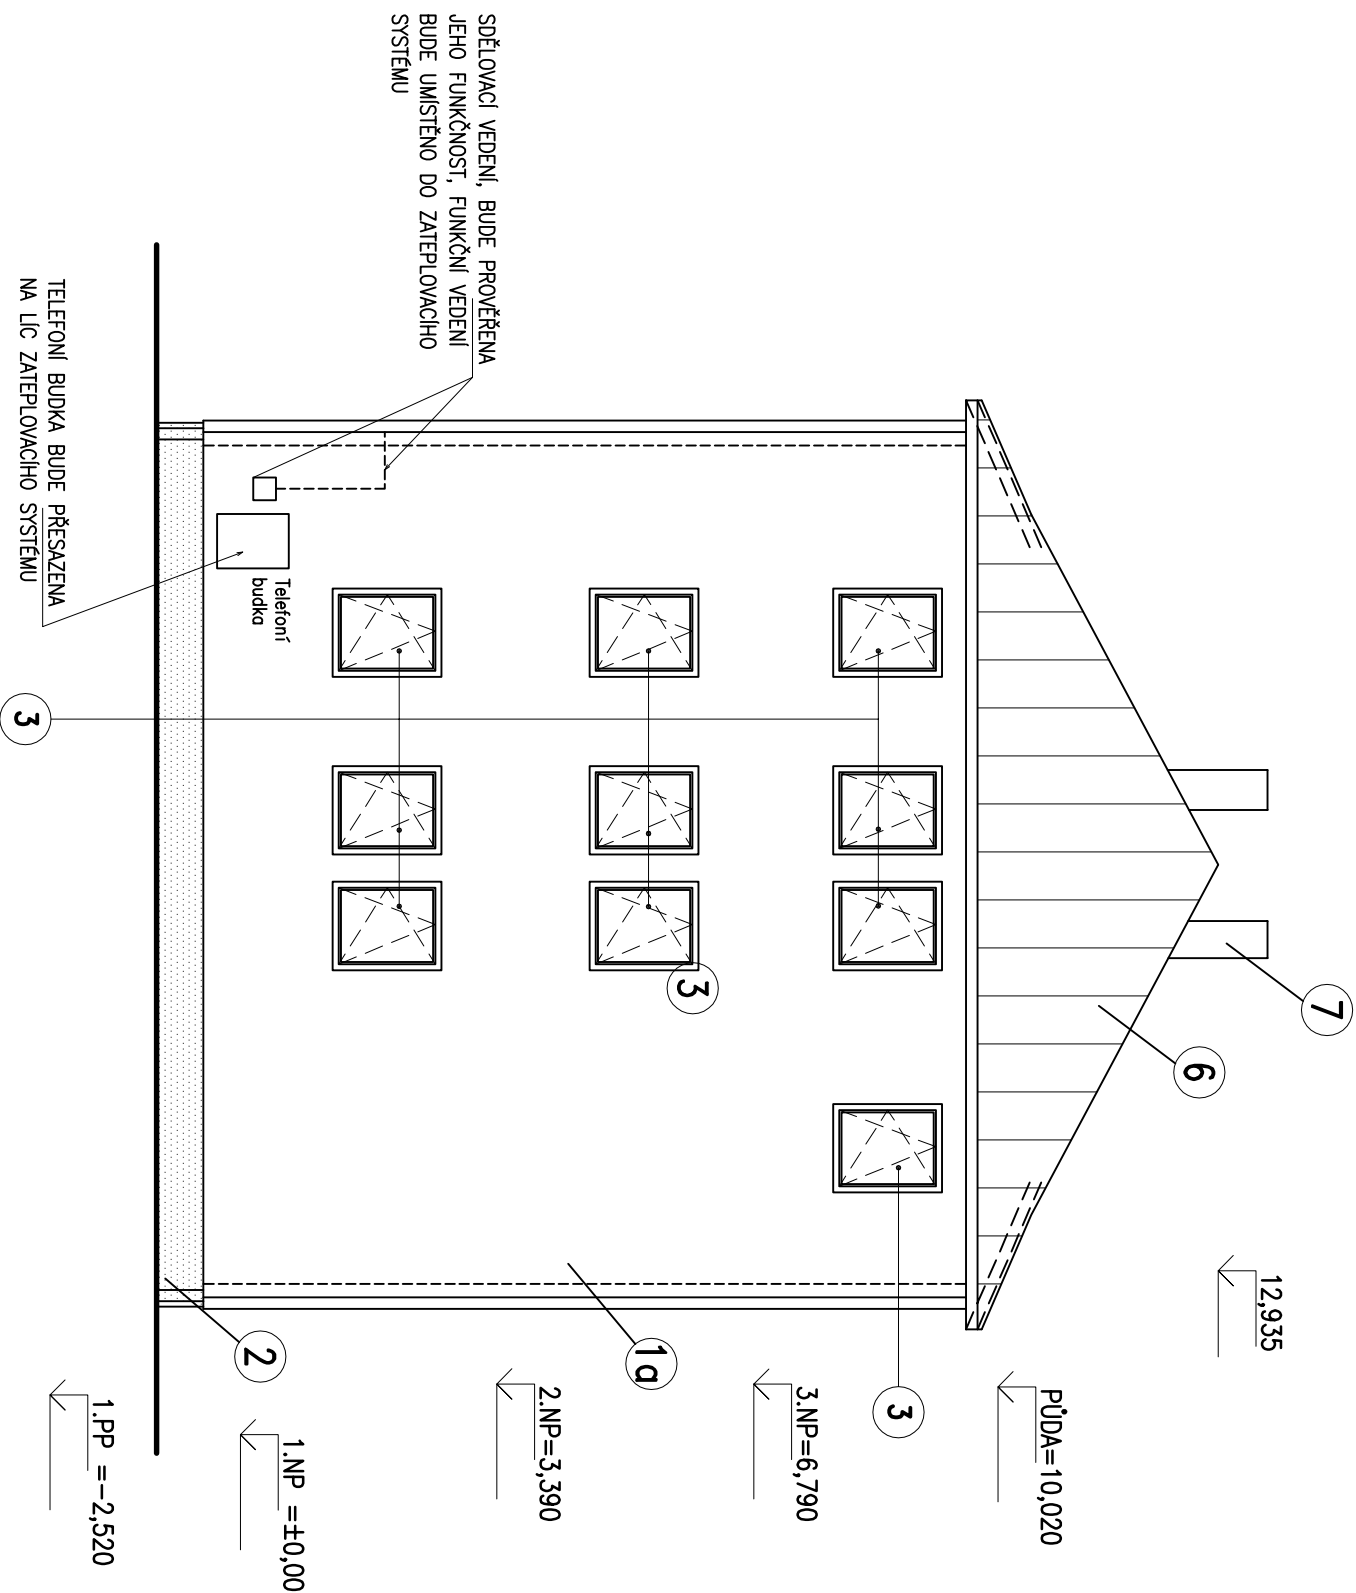 SDĚLOVACÍ VEDENÍ, BUDE PROVĚŘENA
JEHO FUNKČNOST, FUNKČNÍ VEDENÍ
BUDE UMÍSTĚNO DO ZATEPLOVACÍHO
SYSTÉMU
TELEFONÍ BUDKA BUDE PŘESAZENA
NA LÍC ZATEPLOVACÍHO SYSTÉMU
Telefoní
budka
3
3
7
6
12,935
PŮDA=10,020
3
3.NP=6,790
1a
2.NP=3,390
2
1.NP =±0,00
1.PP =-2,520